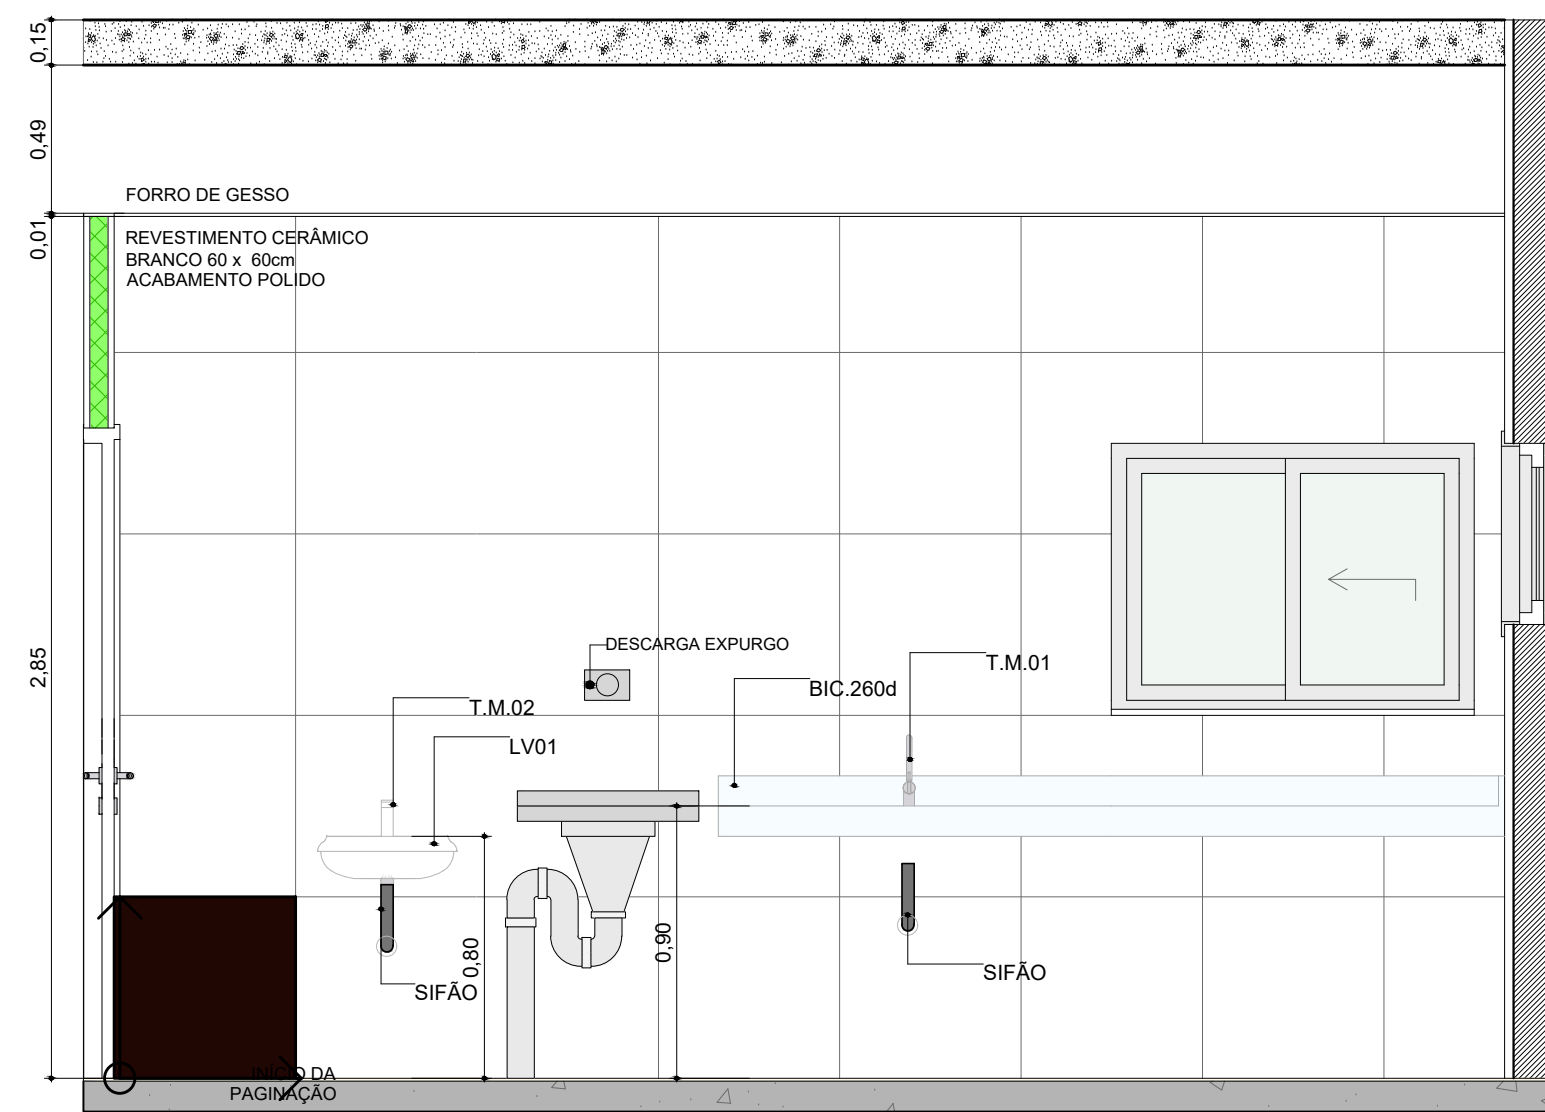 0,15
0,49
FORRO DE GESSO
0,01
REVESTIMENTO CERÂMICO
BRANCO 60 x  60cm
ACABAMENTO POLIDO
2,85
DESCARGA EXPURGO
T.M.01
BIC.260d
T.M.02
LV01
0,80
0,90
SIFÃO
SIFÃO
INÍCIO DA
PAGINAÇÃO